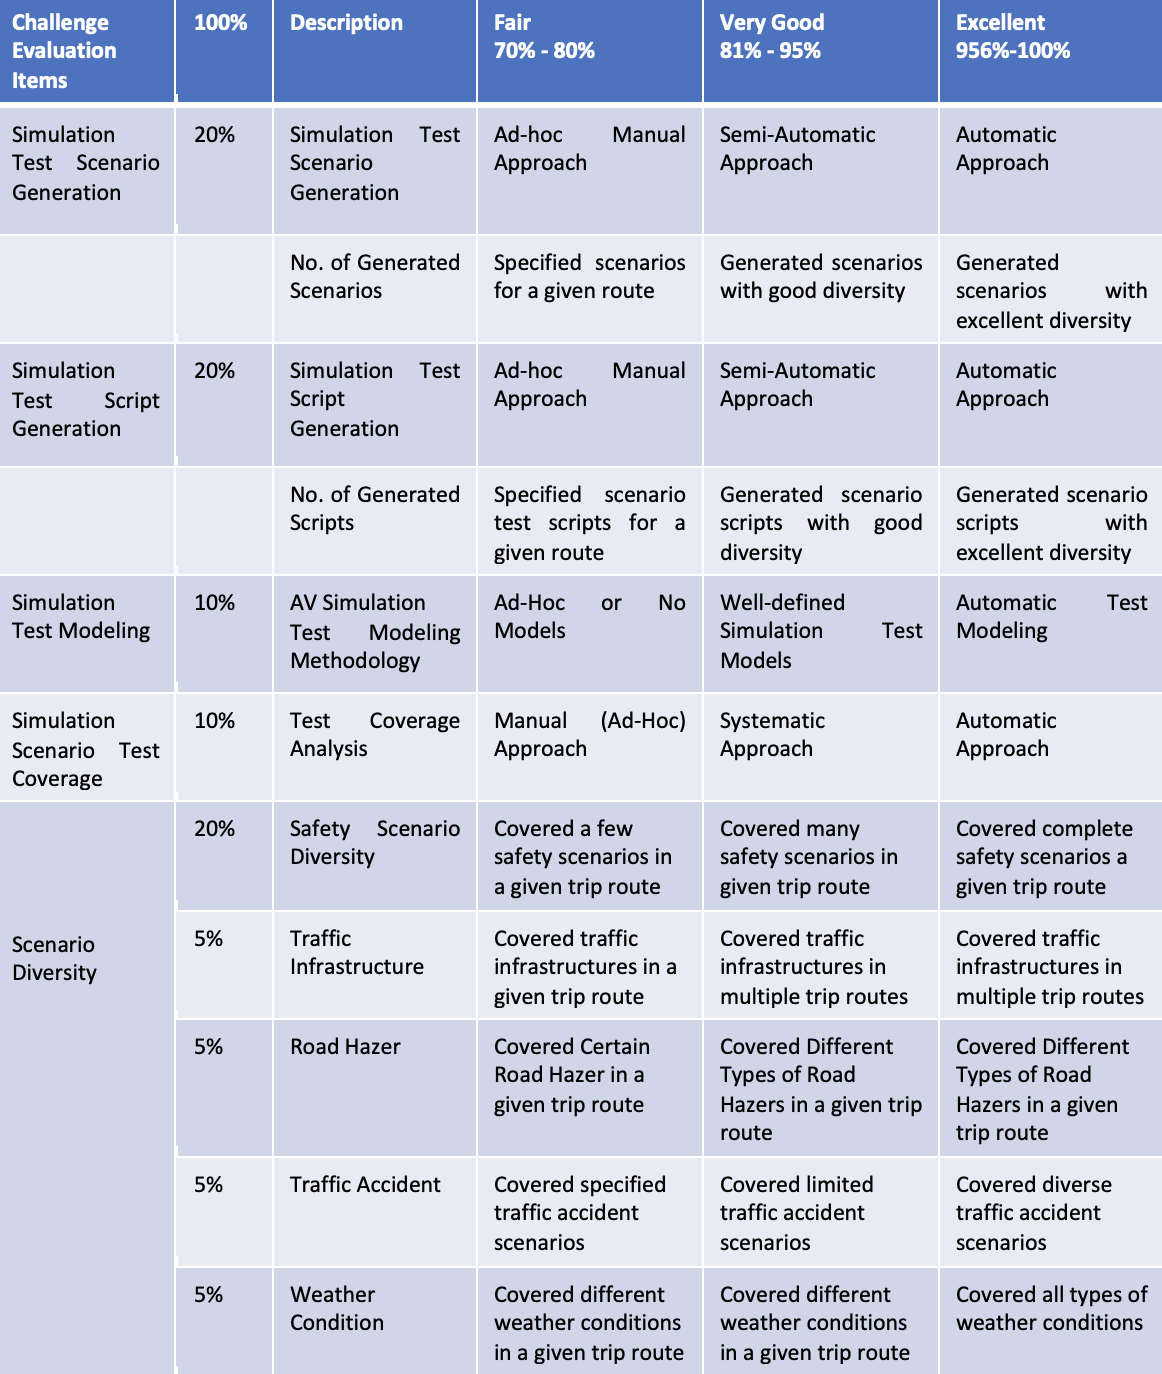 Challenge
Evaluation
Items
100%
Description
Fair
70% - 80%
Very Good
81% - 95%
Excellent
956%-100%
Simulation
Test Scenario
Generation
20%
Simulation Test
Scenario
Generation
Ad-hoc Manual
Approach
Semi-Automatic
Approach
Automatic
Approach
No. of Generated
Scenarios
Specified scenarios
for a given route
Generated scenarios
with good diversity
Generated
scenarios with
excellent diversity
Simulation
Test Script
Generation
20%
Simulation Test
Script
Generation
Ad-hoc Manual
Approach
Semi-Automatic
Approach
Automatic
Approach
No. of Generated
Scripts
Specified scenario
test scripts for a
given route
Generated scenario
scripts with good
diversity
Generated scenario
scripts with
excellent diversity
Simulation
Test Modeling
10%
AV Simulation
Test Modeling
Methodology
Ad-Hoc or No
Models
Well-defined
Simulation Test
Models
Automatic Test
Modeling
Simulation
Scenario Test
Coverage
10%
Test Coverage
Analysis
Manual (Ad-Hoc)
Approach
Systematic
Approach
Automatic
Approach
Scenario
Diversity
20%
Safety Scenario
Diversity
Covered a few
safety scenarios in
a given trip route
Covered many
safety scenarios in
given trip route
Covered complete
safety scenarios a
given trip route
5%
Traffic
Infrastructure
Covered traffic
infrastructures in a
given trip route
Covered traffic
infrastructures in
multiple trip routes
Covered traffic
infrastructures in
multiple trip routes
5%
Road Hazer
Covered Certain
Road Hazer in a
given trip route
Covered Different
Types of Road
Hazers in a given trip
route
Covered Different
Types of Road
Hazers in a given
trip route
5%
Traffic Accident
Covered specified
traffic accident
scenarios
Covered limited
traffic accident
scenarios
Covered diverse
traffic accident
scenarios
5%
Weather
Condition
Covered different
weather conditions
in a given trip route
Covered different
weather conditions
in a given trip route
Covered all types of
weather conditions